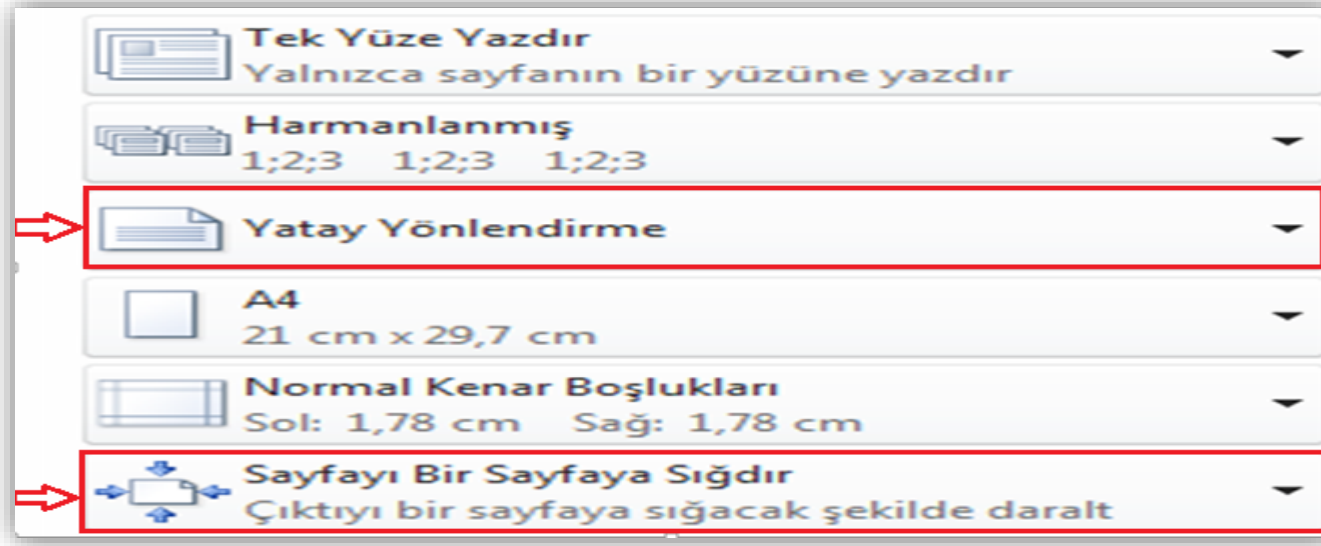 Tek Yüze Yazdır
Yalnızca sayfanın bir yüzüne yazdır
Harmanlanmış
1;2;3 1;2;3 1;2;3
Yatay Yönlendirme
A4
21 cm x 29,7 cm
Normal Kenar Boşlukları
Sol: 1,78 cm Sağ: 1,78 cm
Sayfayı Bir Sayfaya Sığdır
Çıktıyı bir sayfaya sığacak şekilde daralt